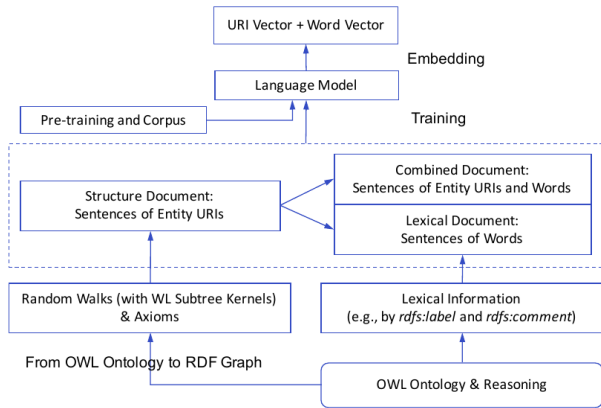 URI Vector + Word Vector
Embedding
Language Model
Pre-training and Corpus
Training
Combined Document:
Sentences of Entity URIs and Words
Structure Document:
Sentences of Entity URIs
Lexical Document:
Sentences of Words
Random Walks (with WL Subtree Kernels)
& Axioms
Lexical Information
(e.g., by rdfs:label and rdfs:comment)
From OWL Ontology to RDF Graph
OWL Ontology & Reasoning